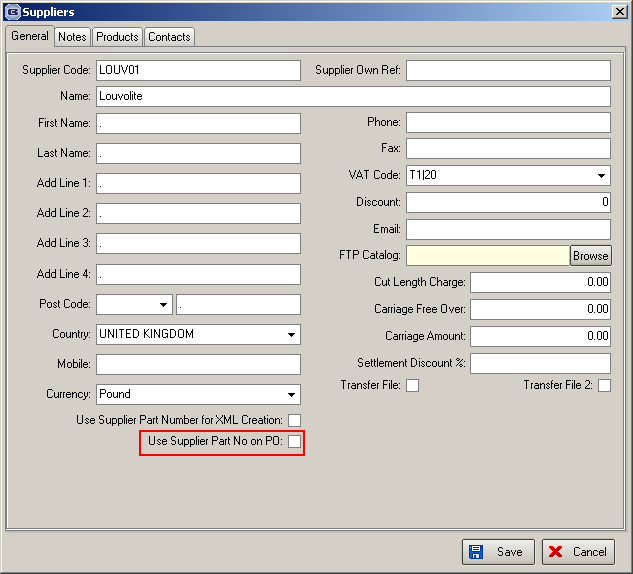 Suppliers
General Notes Products Contacts
Supplier Code: LOUV01 Supplier Own Ref:
Name: Louvolite
First Name: . Phone:
Fax:
Last Name: .
VAT Code: T1|20
Add Line 1: .
Discount: 0
Add Line 2: .
Email:
Add Line 3: .
FTP Catalog: Browse
Add Line 4: .
Cut Length Charge: 0.00
Post Code: . Carriage Free Over: 0.00
Country: UNITED KINGDOM Carriage Amount: 0.00
Mobile: Settlement Discount %:
Transfer File: Transfer File 2:
Currency: Pound
Use Supplier Part Number for XML Creation:
Use Supplier Part No on PO:
Save Cancel